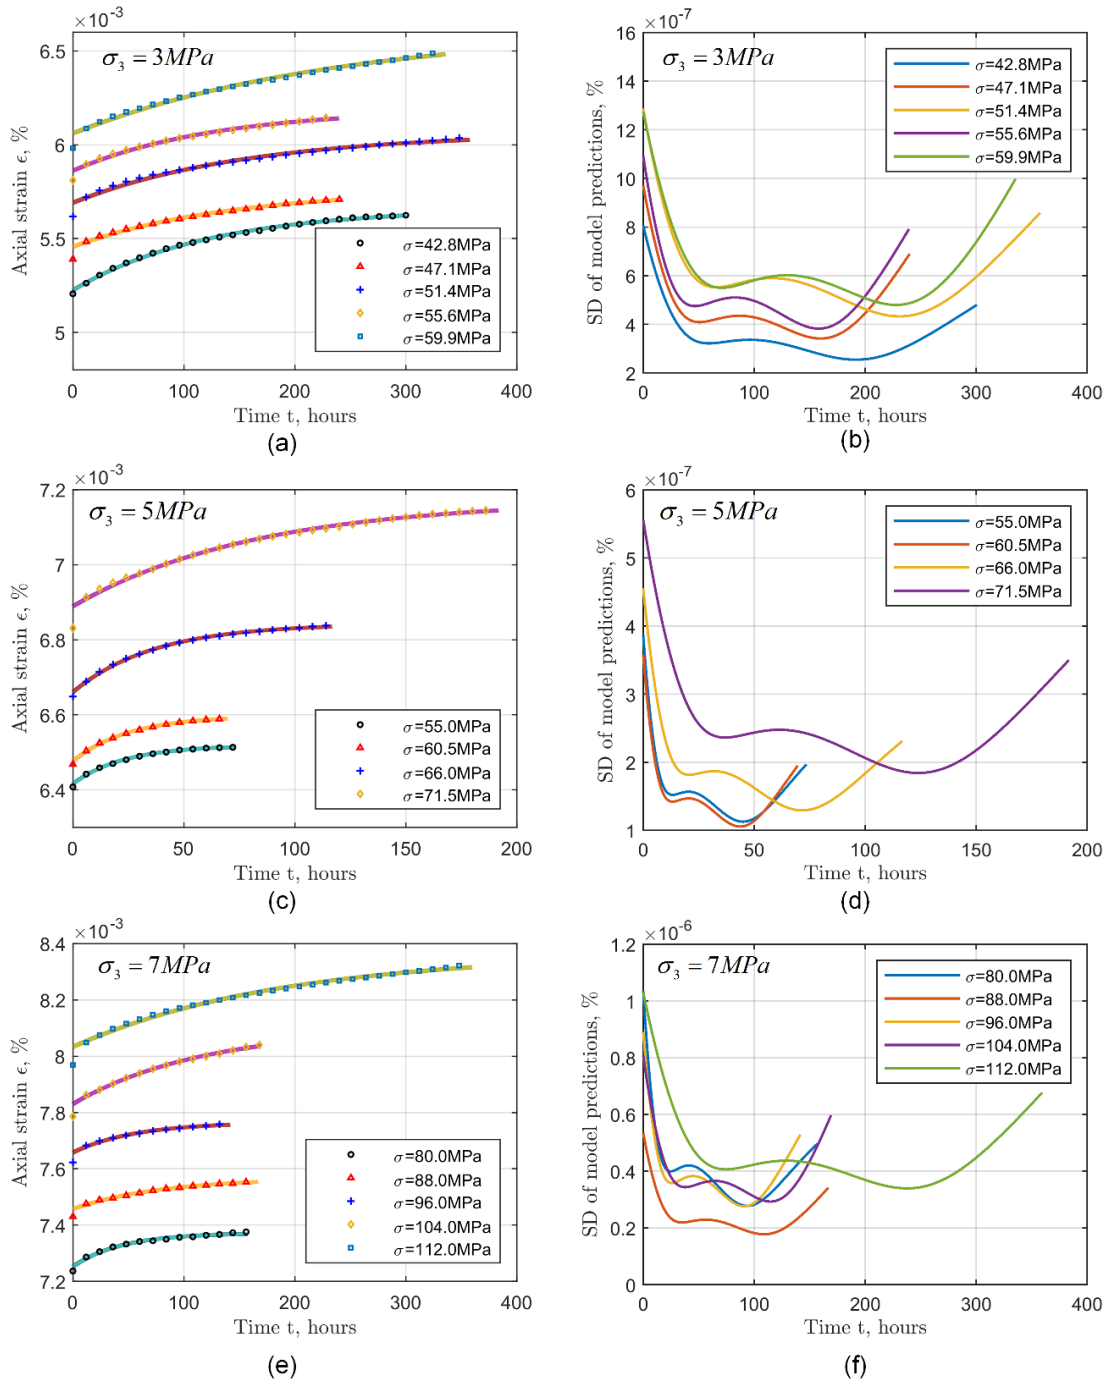 ×10⁻³
σ₃ = 3MPa
6.5
6
5.5
5
Axial strain ϵ, %
σ=42.8MPa
σ=47.1MPa
σ=51.4MPa
σ=55.6MPa
σ=59.9MPa
0 100 200 300 400
Time t, hours
(a)
×10⁻⁷
σ₃ = 3MPa
16
14
12
10
8
6
4
2
SD of model predictions, %
σ=42.8MPa
σ=47.1MPa
σ=51.4MPa
σ=55.6MPa
σ=59.9MPa
0 100 200 300 400
Time t, hours
(b)
×10⁻³
σ₃ = 5MPa
7.2
7
6.8
6.6
6.4
Axial strain ϵ, %
σ=55.0MPa
σ=60.5MPa
σ=66.0MPa
σ=71.5MPa
0 50 100 150 200
Time t, hours
(c)
×10⁻⁷
σ₃ = 5MPa
6
5
4
3
2
1
SD of model predictions, %
σ=55.0MPa
σ=60.5MPa
σ=66.0MPa
σ=71.5MPa
0 50 100 150 200
Time t, hours
(d)
×10⁻³
σ₃ = 7MPa
8.4
8.2
8
7.8
7.6
7.4
7.2
Axial strain ϵ, %
σ=80.0MPa
σ=88.0MPa
σ=96.0MPa
σ=104.0MPa
σ=112.0MPa
0 100 200 300 400
Time t, hours
(e)
×10⁻⁶
σ₃ = 7MPa
1.2
1
0.8
0.6
0.4
0.2
0
SD of model predictions, %
σ=80.0MPa
σ=88.0MPa
σ=96.0MPa
σ=104.0MPa
σ=112.0MPa
0 100 200 300 400
Time t, hours
(f)